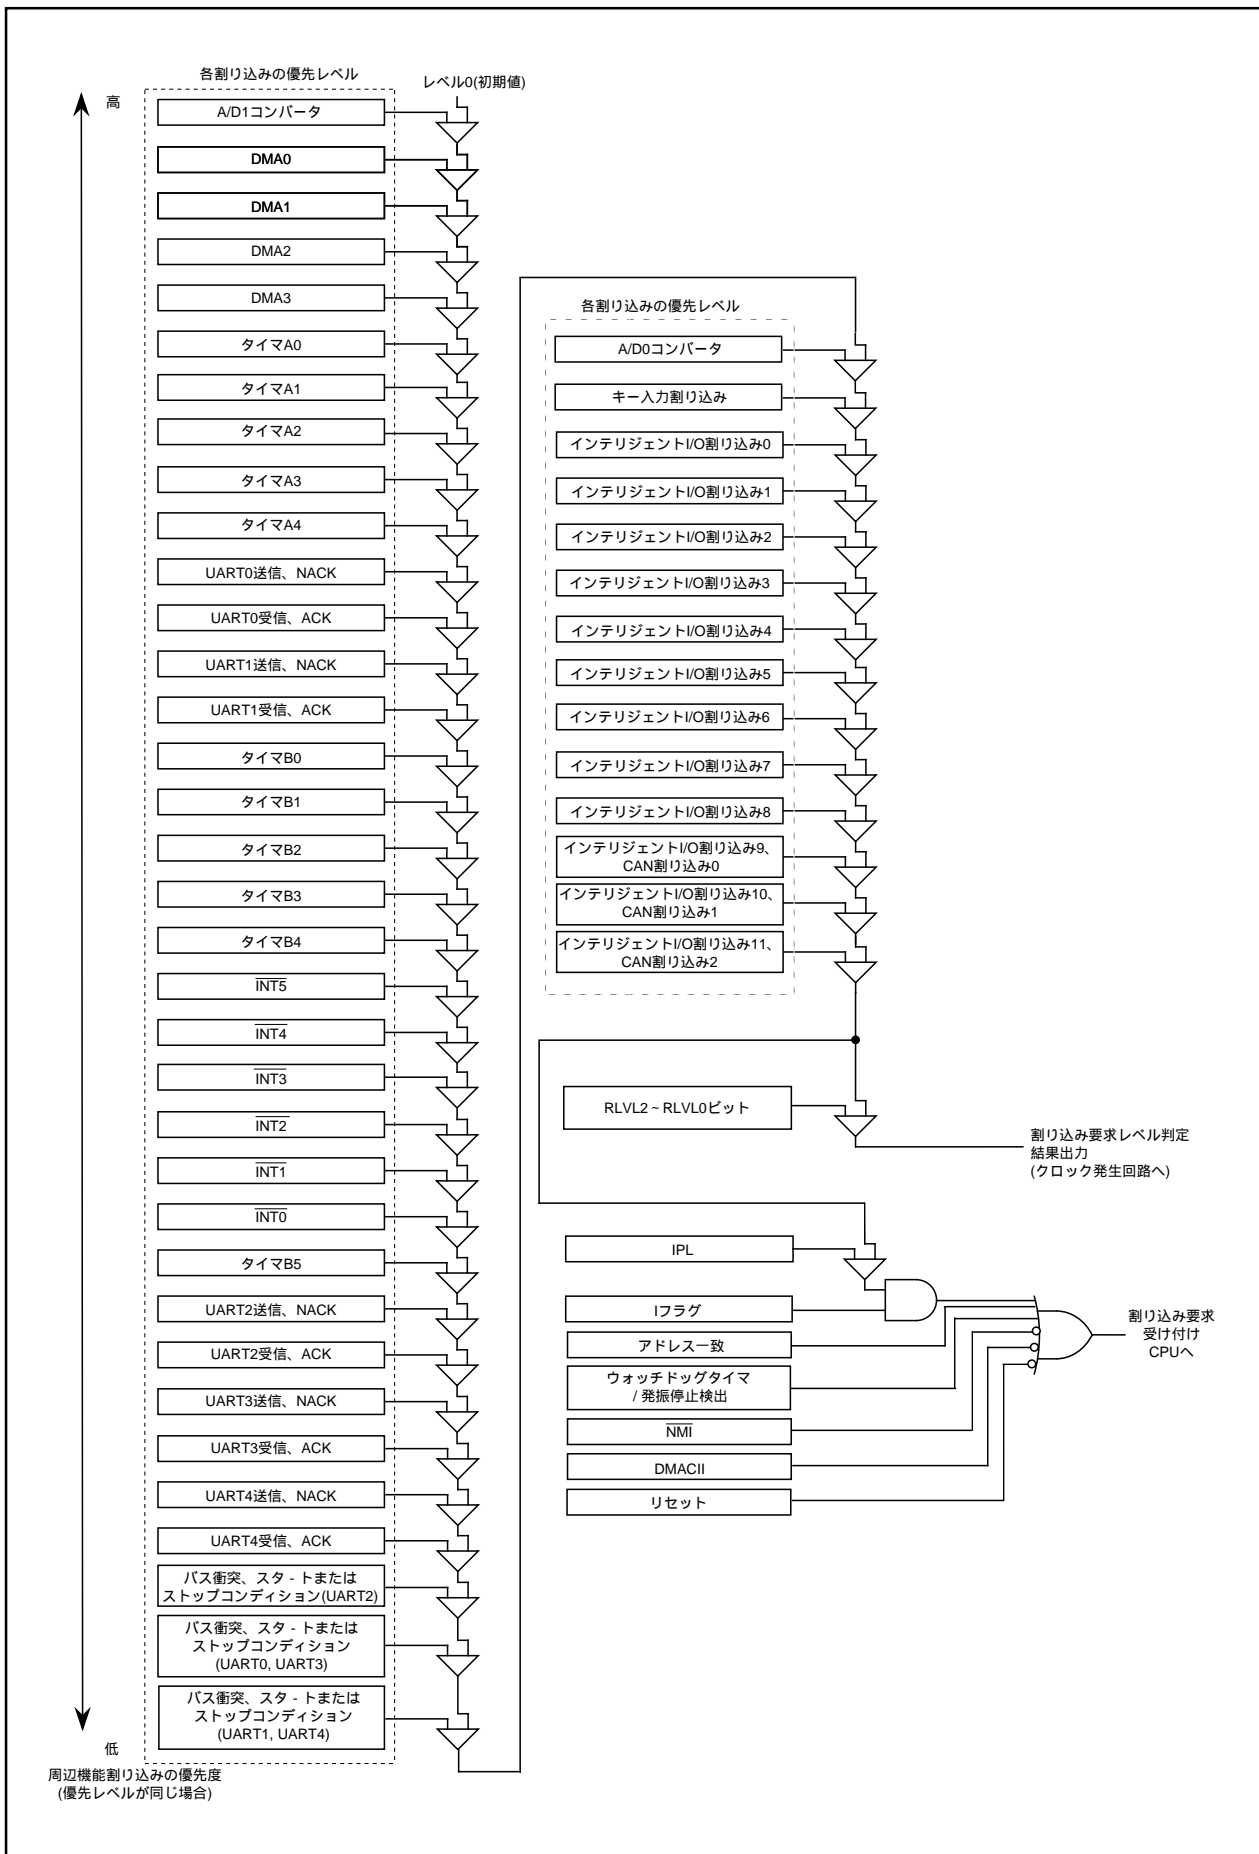 各割り込みの優先レベル
レベル0(初期値)
高
A/D1コンバータ
DMA0
DMA1
DMA2
DMA3
タイマA0
タイマA1
タイマA2
タイマA3
タイマA4
UART0送信、NACK
UART0受信、ACK
UART1送信、NACK
UART1受信、ACK
タイマB0
タイマB1
タイマB2
タイマB3
タイマB4
INT5
INT4
INT3
INT2
INT1
INT0
タイマB5
UART2送信、NACK
UART2受信、ACK
UART3送信、NACK
UART3受信、ACK
UART4送信、NACK
UART4受信、ACK
バス衝突、スタ - トまたは
ストップコンディション(UART2)
バス衝突、スタ - トまたは
ストップコンディション
(UART0, UART3)
バス衝突、スタ - トまたは
ストップコンディション
(UART1, UART4)
低
周辺機能割り込みの優先度
(優先レベルが同じ場合)
各割り込みの優先レベル
A/D0コンバータ
キー入力割り込み
インテリジェントI/O割り込み0
インテリジェントI/O割り込み1
インテリジェントI/O割り込み2
インテリジェントI/O割り込み3
インテリジェントI/O割り込み4
インテリジェントI/O割り込み5
インテリジェントI/O割り込み6
インテリジェントI/O割り込み7
インテリジェントI/O割り込み8
インテリジェントI/O割り込み9、
CAN割り込み0
インテリジェントI/O割り込み10、
CAN割り込み1
インテリジェントI/O割り込み11、
CAN割り込み2
RLVL2 ~ RLVL0ビット
割り込み要求レベル判定
結果出力
(クロック発生回路へ)
IPL
Iフラグ
アドレス一致
ウォッチドッグタイマ
/ 発振停止検出
NMI
DMACII
リセット
割り込み要求
受け付け
CPUへ